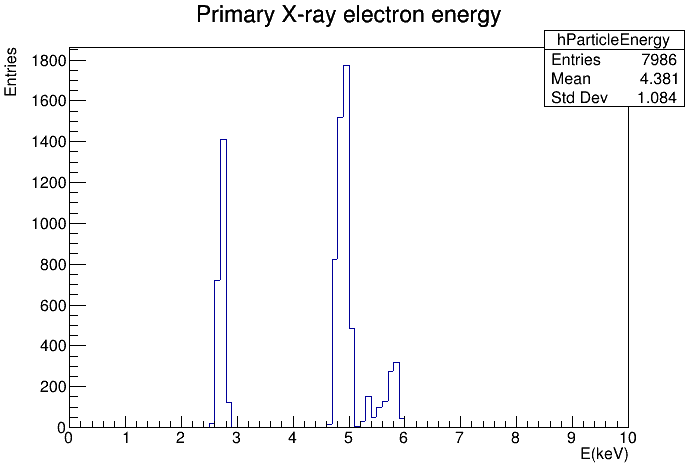 Primary X-ray electron energy
hParticleEnergy
Entries 7986
Mean 4.381
Std Dev 1.084
Entries
1800
1600
1400
1200
1000
800
600
400
200
0
0 1 2 3 4 5 6 7 8 9 10
E(keV)